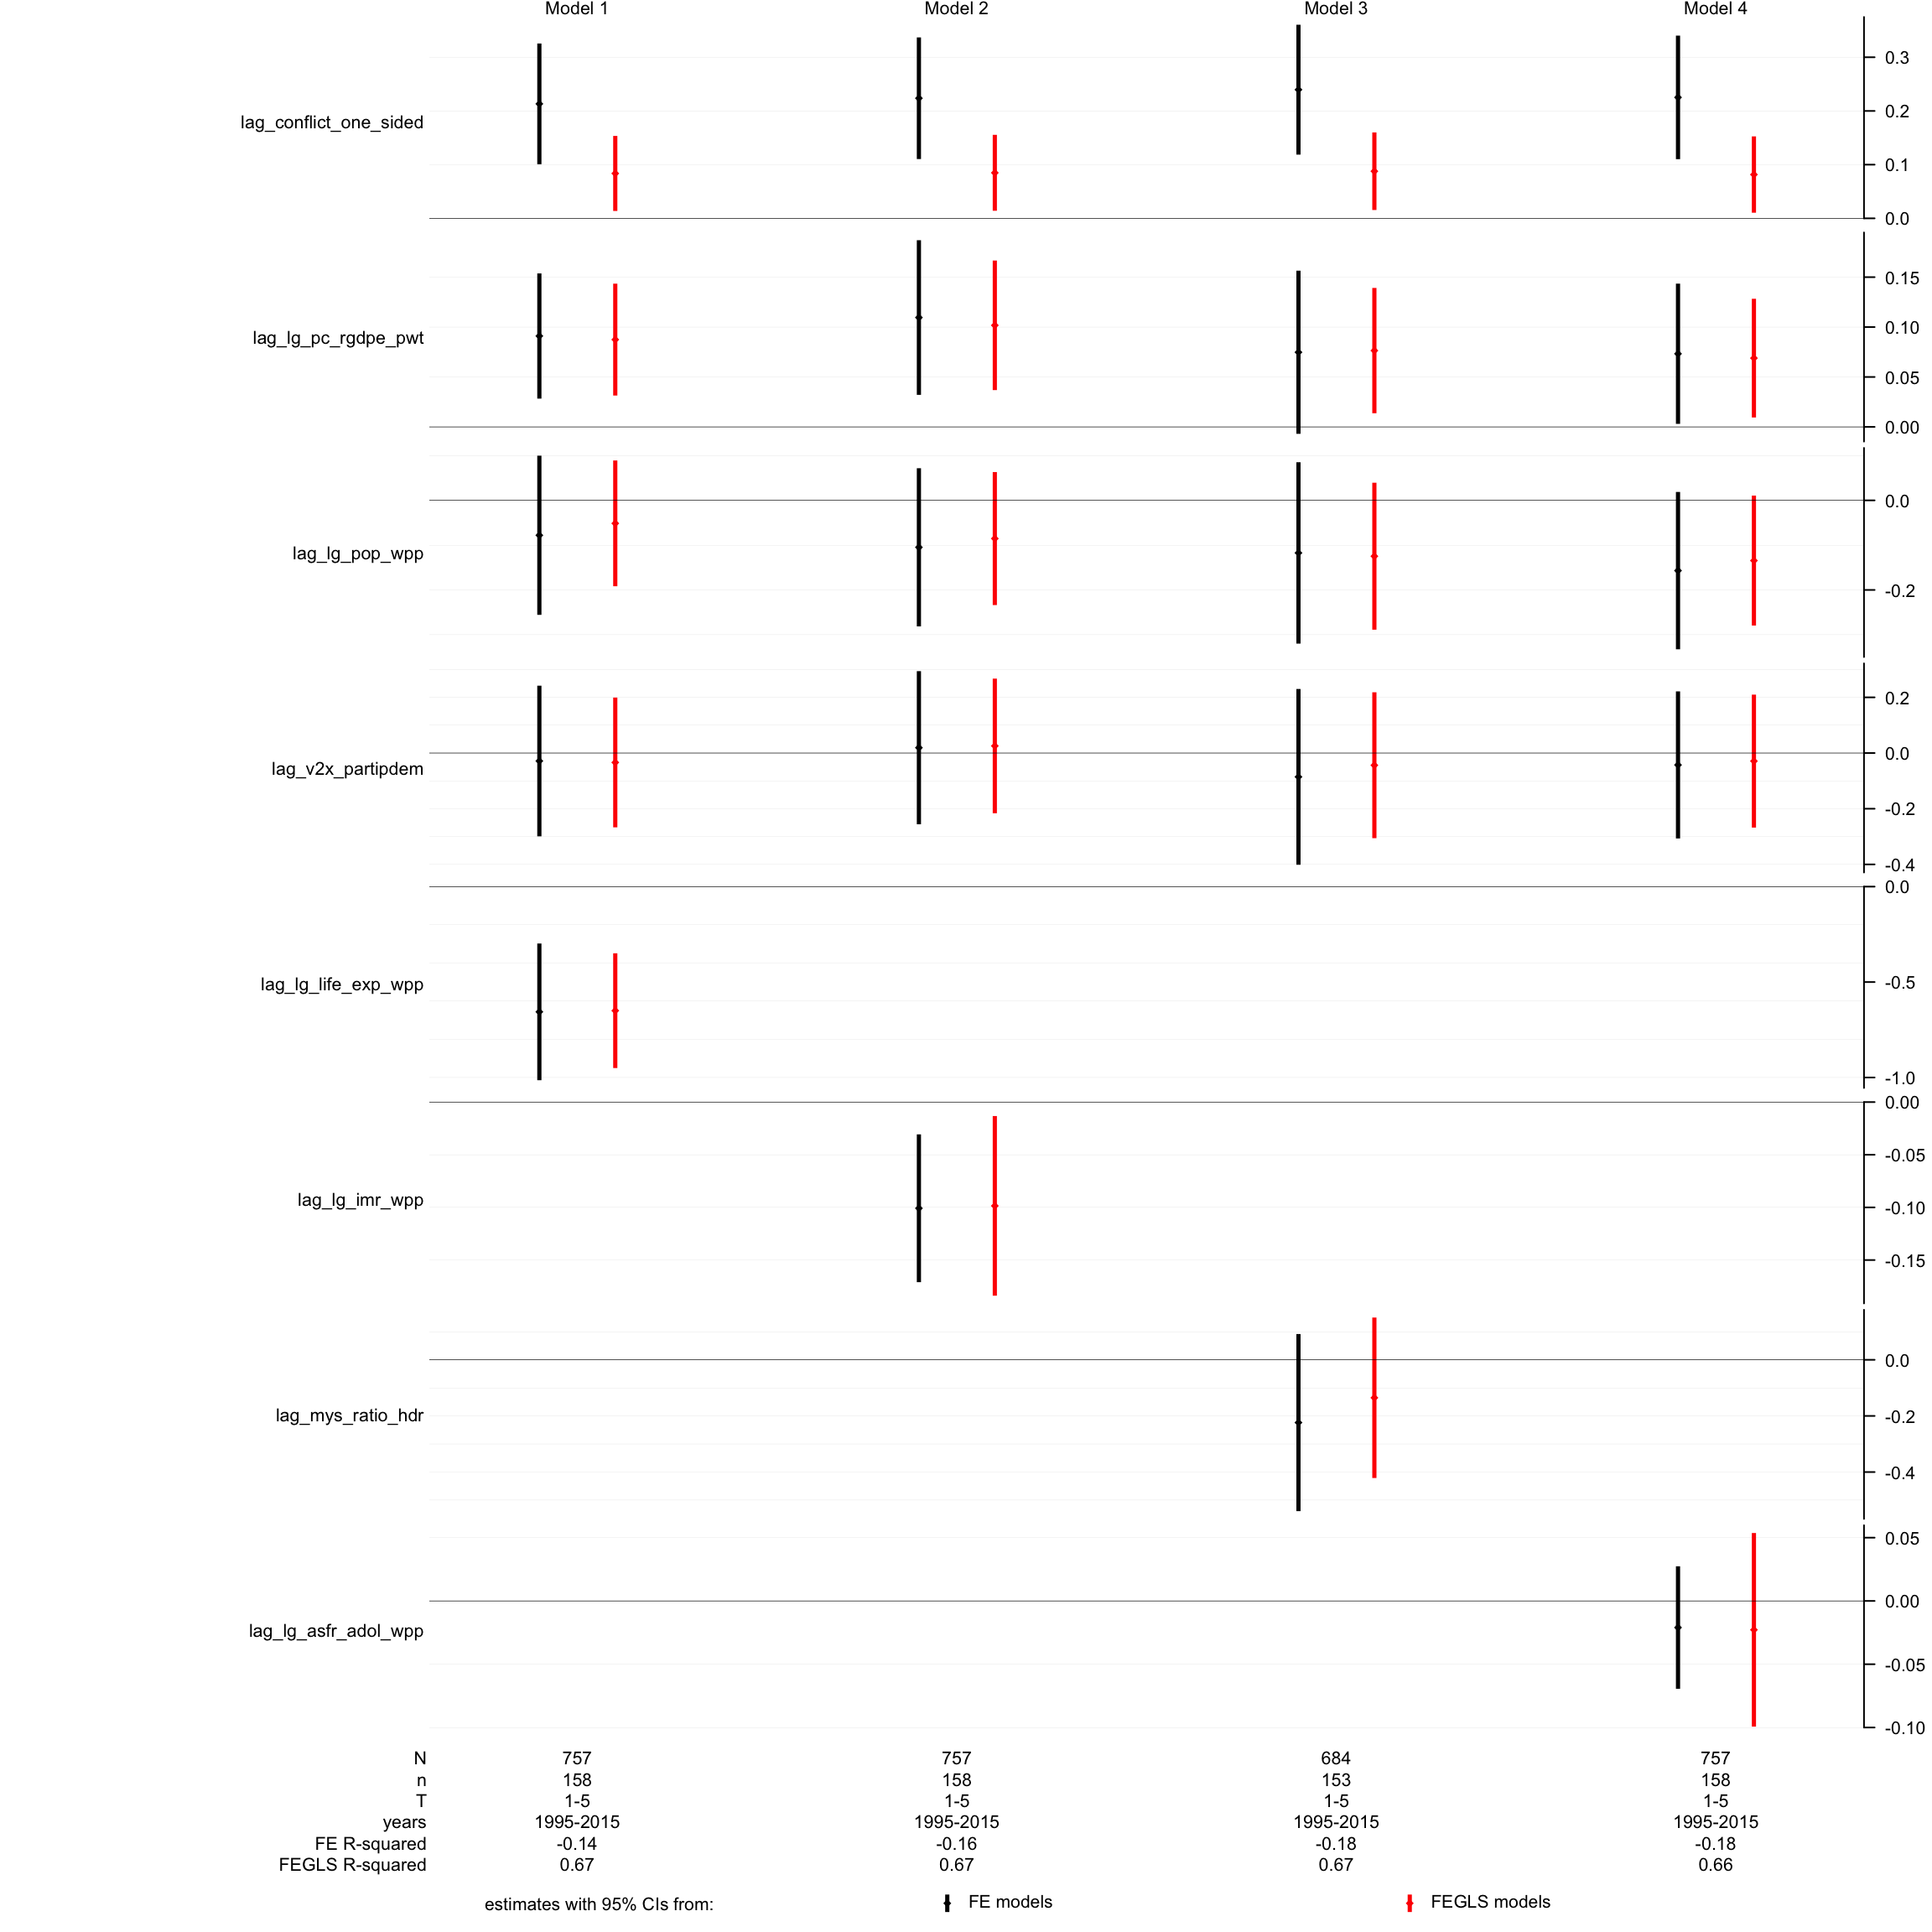 Model 1 Model 2 Model 3 Model 4
lag_conflict_one_sided
0.3
0.2
0.1
0.0
lag_lg_pc_rgdpe_pwt
0.15
0.10
0.05
0.00
lag_lg_pop_wpp
0.0
-0.2
lag_v2x_partipdem
0.2
0.0
-0.2
-0.4
lag_lg_life_exp_wpp
0.0
-0.5
-1.0
lag_lg_imr_wpp
0.00
-0.05
-0.10
-0.15
lag_mys_ratio_hdr
0.0
-0.2
-0.4
lag_lg_asfr_adol_wpp
0.05
0.00
-0.05
-0.10
N 757 757 684 757
n 158 158 153 158
T 1-5 1-5 1-5 1-5
years 1995-2015 1995-2015 1995-2015 1995-2015
FE R-squared -0.14 -0.16 -0.18 -0.18
FEGLS R-squared 0.67 0.67 0.67 0.66
estimates with 95% CIs from: FE models FEGLS models